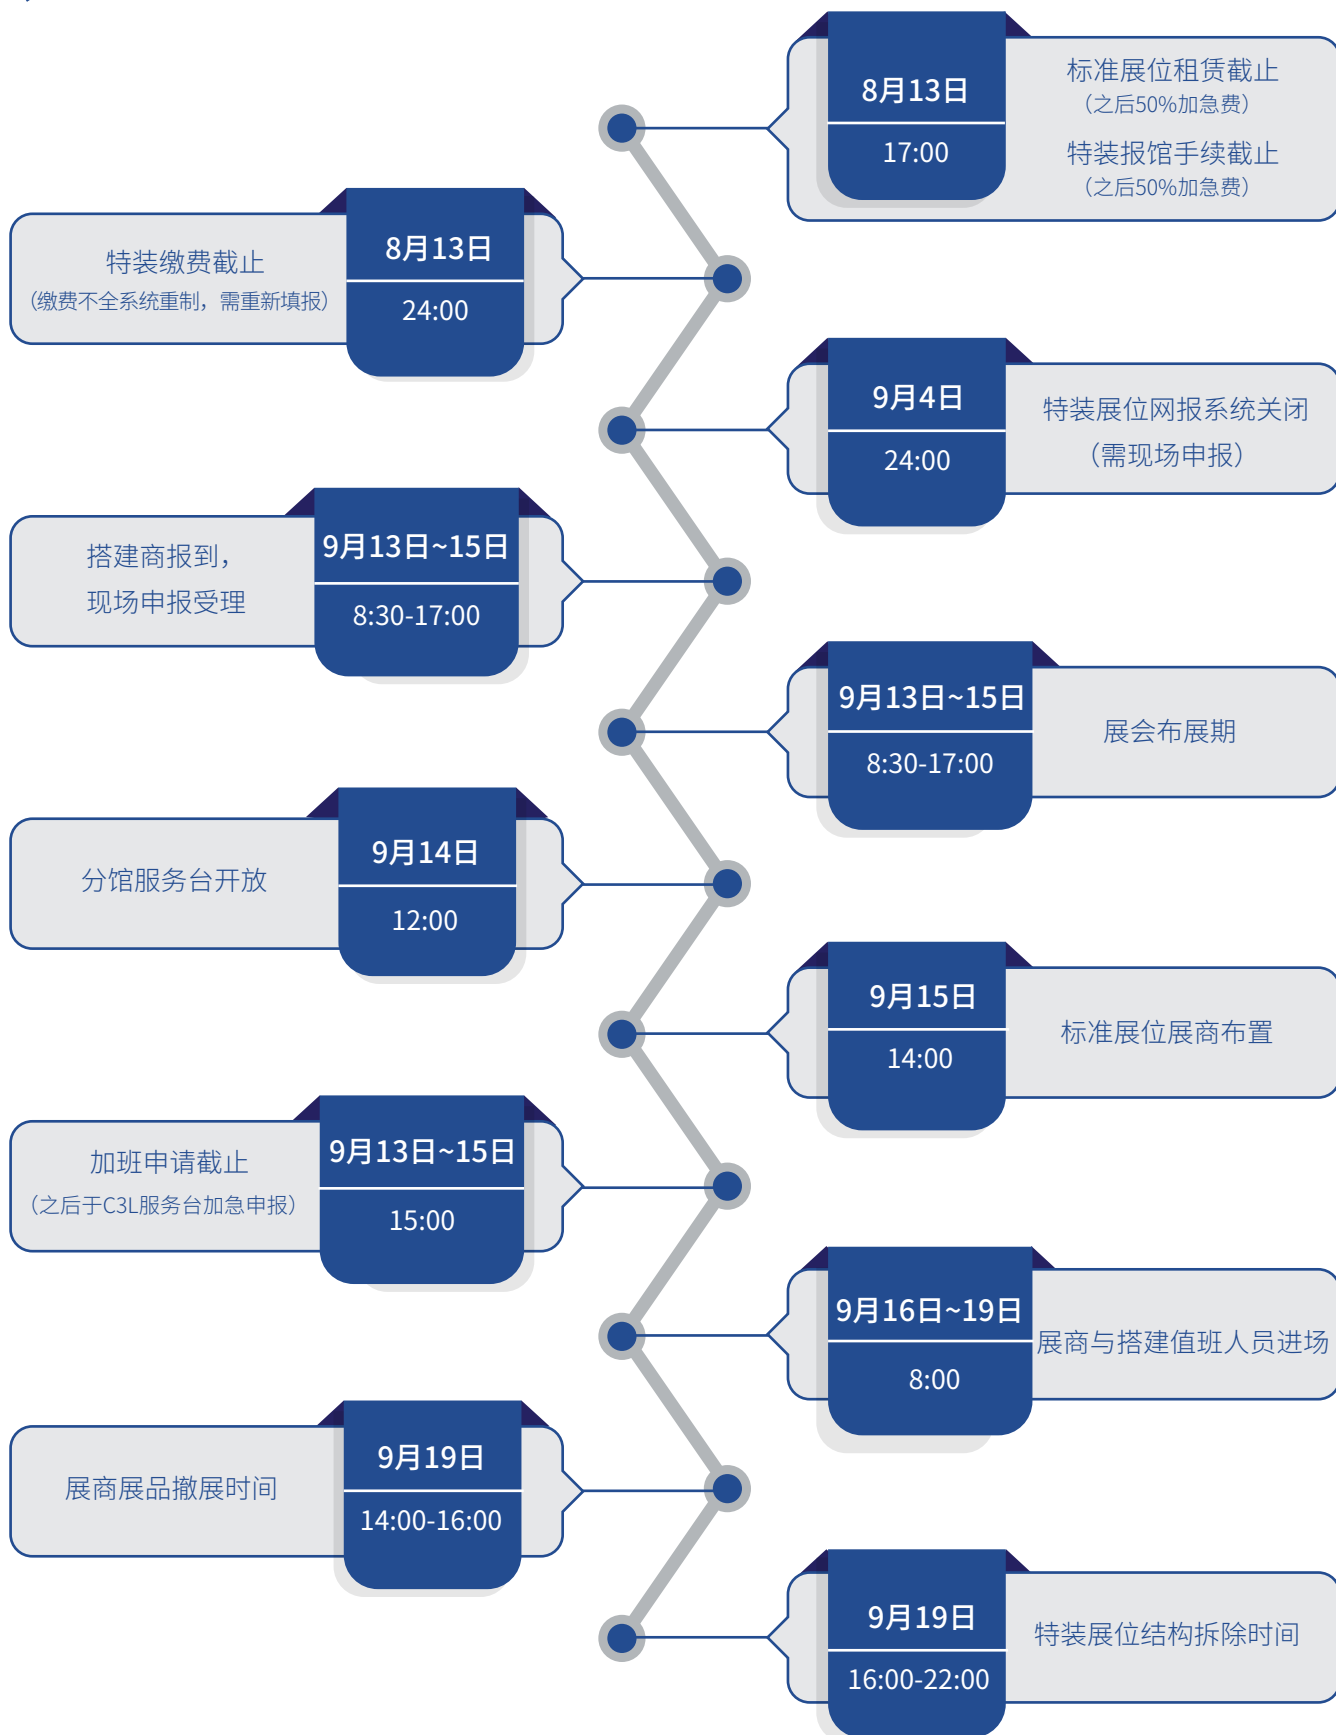 8月13日
17:00
标准展位租赁截止
（之后50%加急费）
特装报馆手续截止
（之后50%加急费）
特装缴费截止
（缴费不全系统重制，需重新填报）
8月13日
24:00
9月4日
24:00
特装展位网报系统关闭
（需现场申报）
搭建商报到，
现场申报受理
9月13日~15日
8:30-17:00
9月13日~15日
8:30-17:00
展会布展期
分馆服务台开放
9月14日
12:00
9月15日
14:00
标准展位展商布置
加班申请截止
（之后于C3L服务台加急申报）
9月13日~15日
15:00
9月16日~19日
8:00
展商与搭建值班人员进场
展商展品撤展时间
9月19日
14:00-16:00
9月19日
16:00-22:00
特装展位结构拆除时间